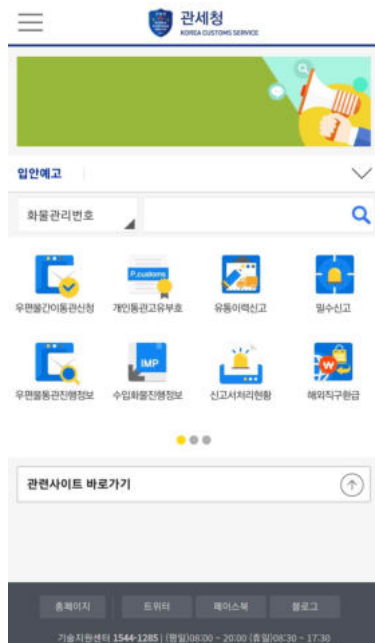 관세청
KOREA CUSTOMS SERVICE
입안예고
화물관리번호
우편물간이통관신청
P.customs
개인통관고유부호
유통이력신고
밀수신고
우편물통관진행정보
IMP
수입화물진행정보
신고서처리현황
W
해외직구환급
관련사이트 바로가기
홈페이지
트위터
페이스북
블로그
기술지원센터 1544-1285 | (평일)08:00 ~ 20:00 (휴일)08:30 ~ 17:30